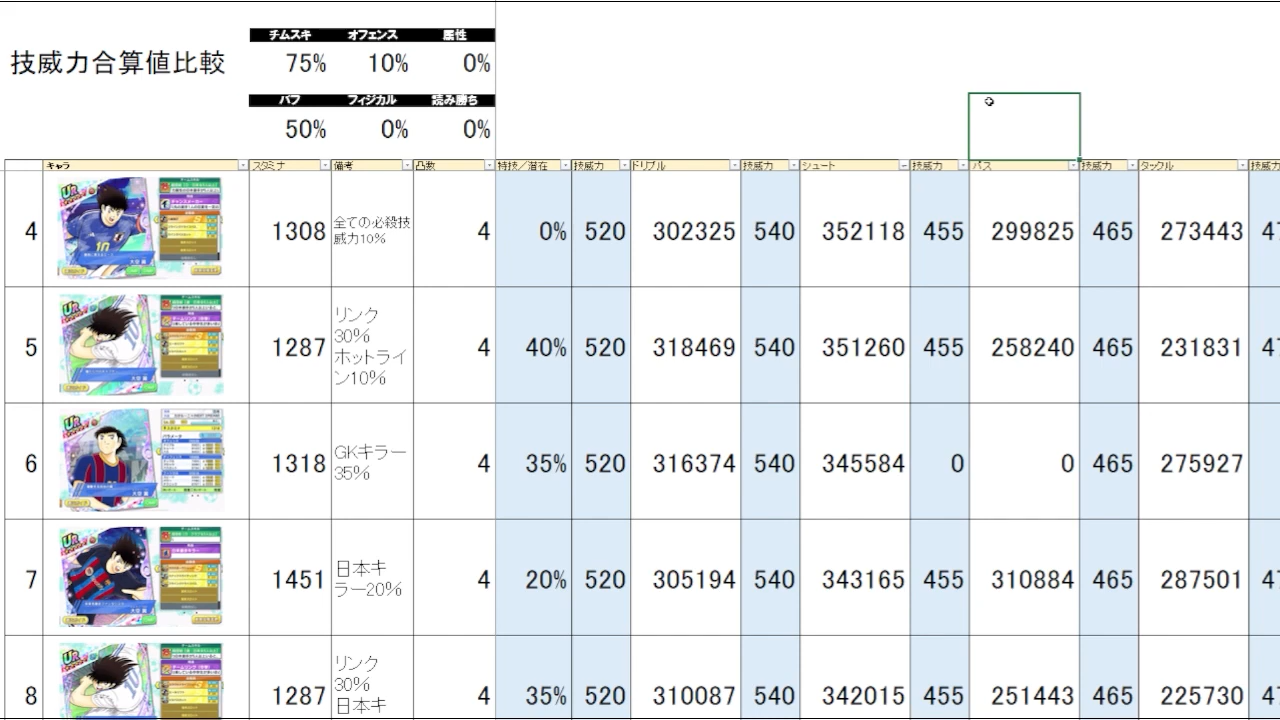 チムスキ オフェンス 属性
技威力合算値比較 75% 10% 0%
バフ フィジカル 読み勝ち
50% 0% 0%
キャラ スタミナ 備考 凸数 特技/潜在 技威力 ドリブル 技威力 シュート 技威力 パス 技威力 タックル 技威力
4 1308 全ての必殺技 4 0% 520 302325 540 352118 455 299825 465 273443 47
威力10%
5 1287 リンク 4 40% 520 318469 540 351260 455 258240 465 231831 47
30%
ホットライ
ン10%
6 1318 GKキラー 4 35% 520 316374 540 345584 0 0 465 275927
35%
7 1451 日本キ 4 20% 520 305194 540 343165 455 310884 465 287501 47
ラー20%
8 1287 リンク 4 35% 520 310087 540 342015 455 251443 465 225730 47
30%
日本キ